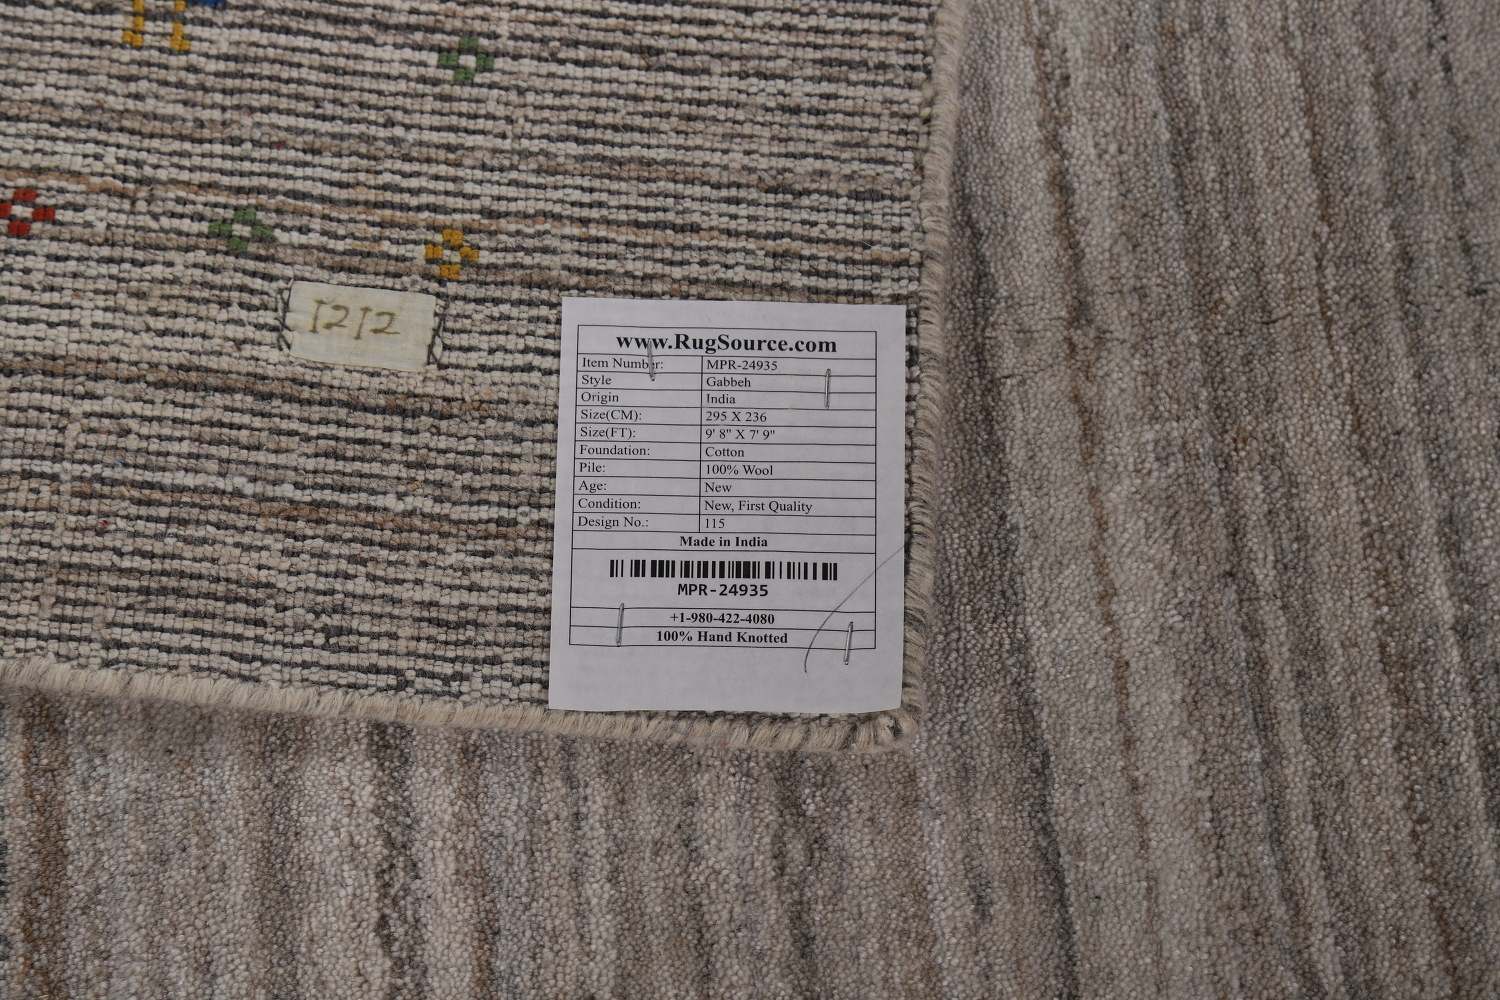 1212
www.RugSource.com
Item Number: MPR-24935
Style Gabbeh
Origin India
Size(CM): 295 X 236
Size(FT): 9' 8" X 7' 9"
Foundation: Cotton
Pile: 100% Wool
Age: New
Condition: New, First Quality
Design No.: 115
Made in India
MPR-24935
+1-980-422-4080
100% Hand Knotted